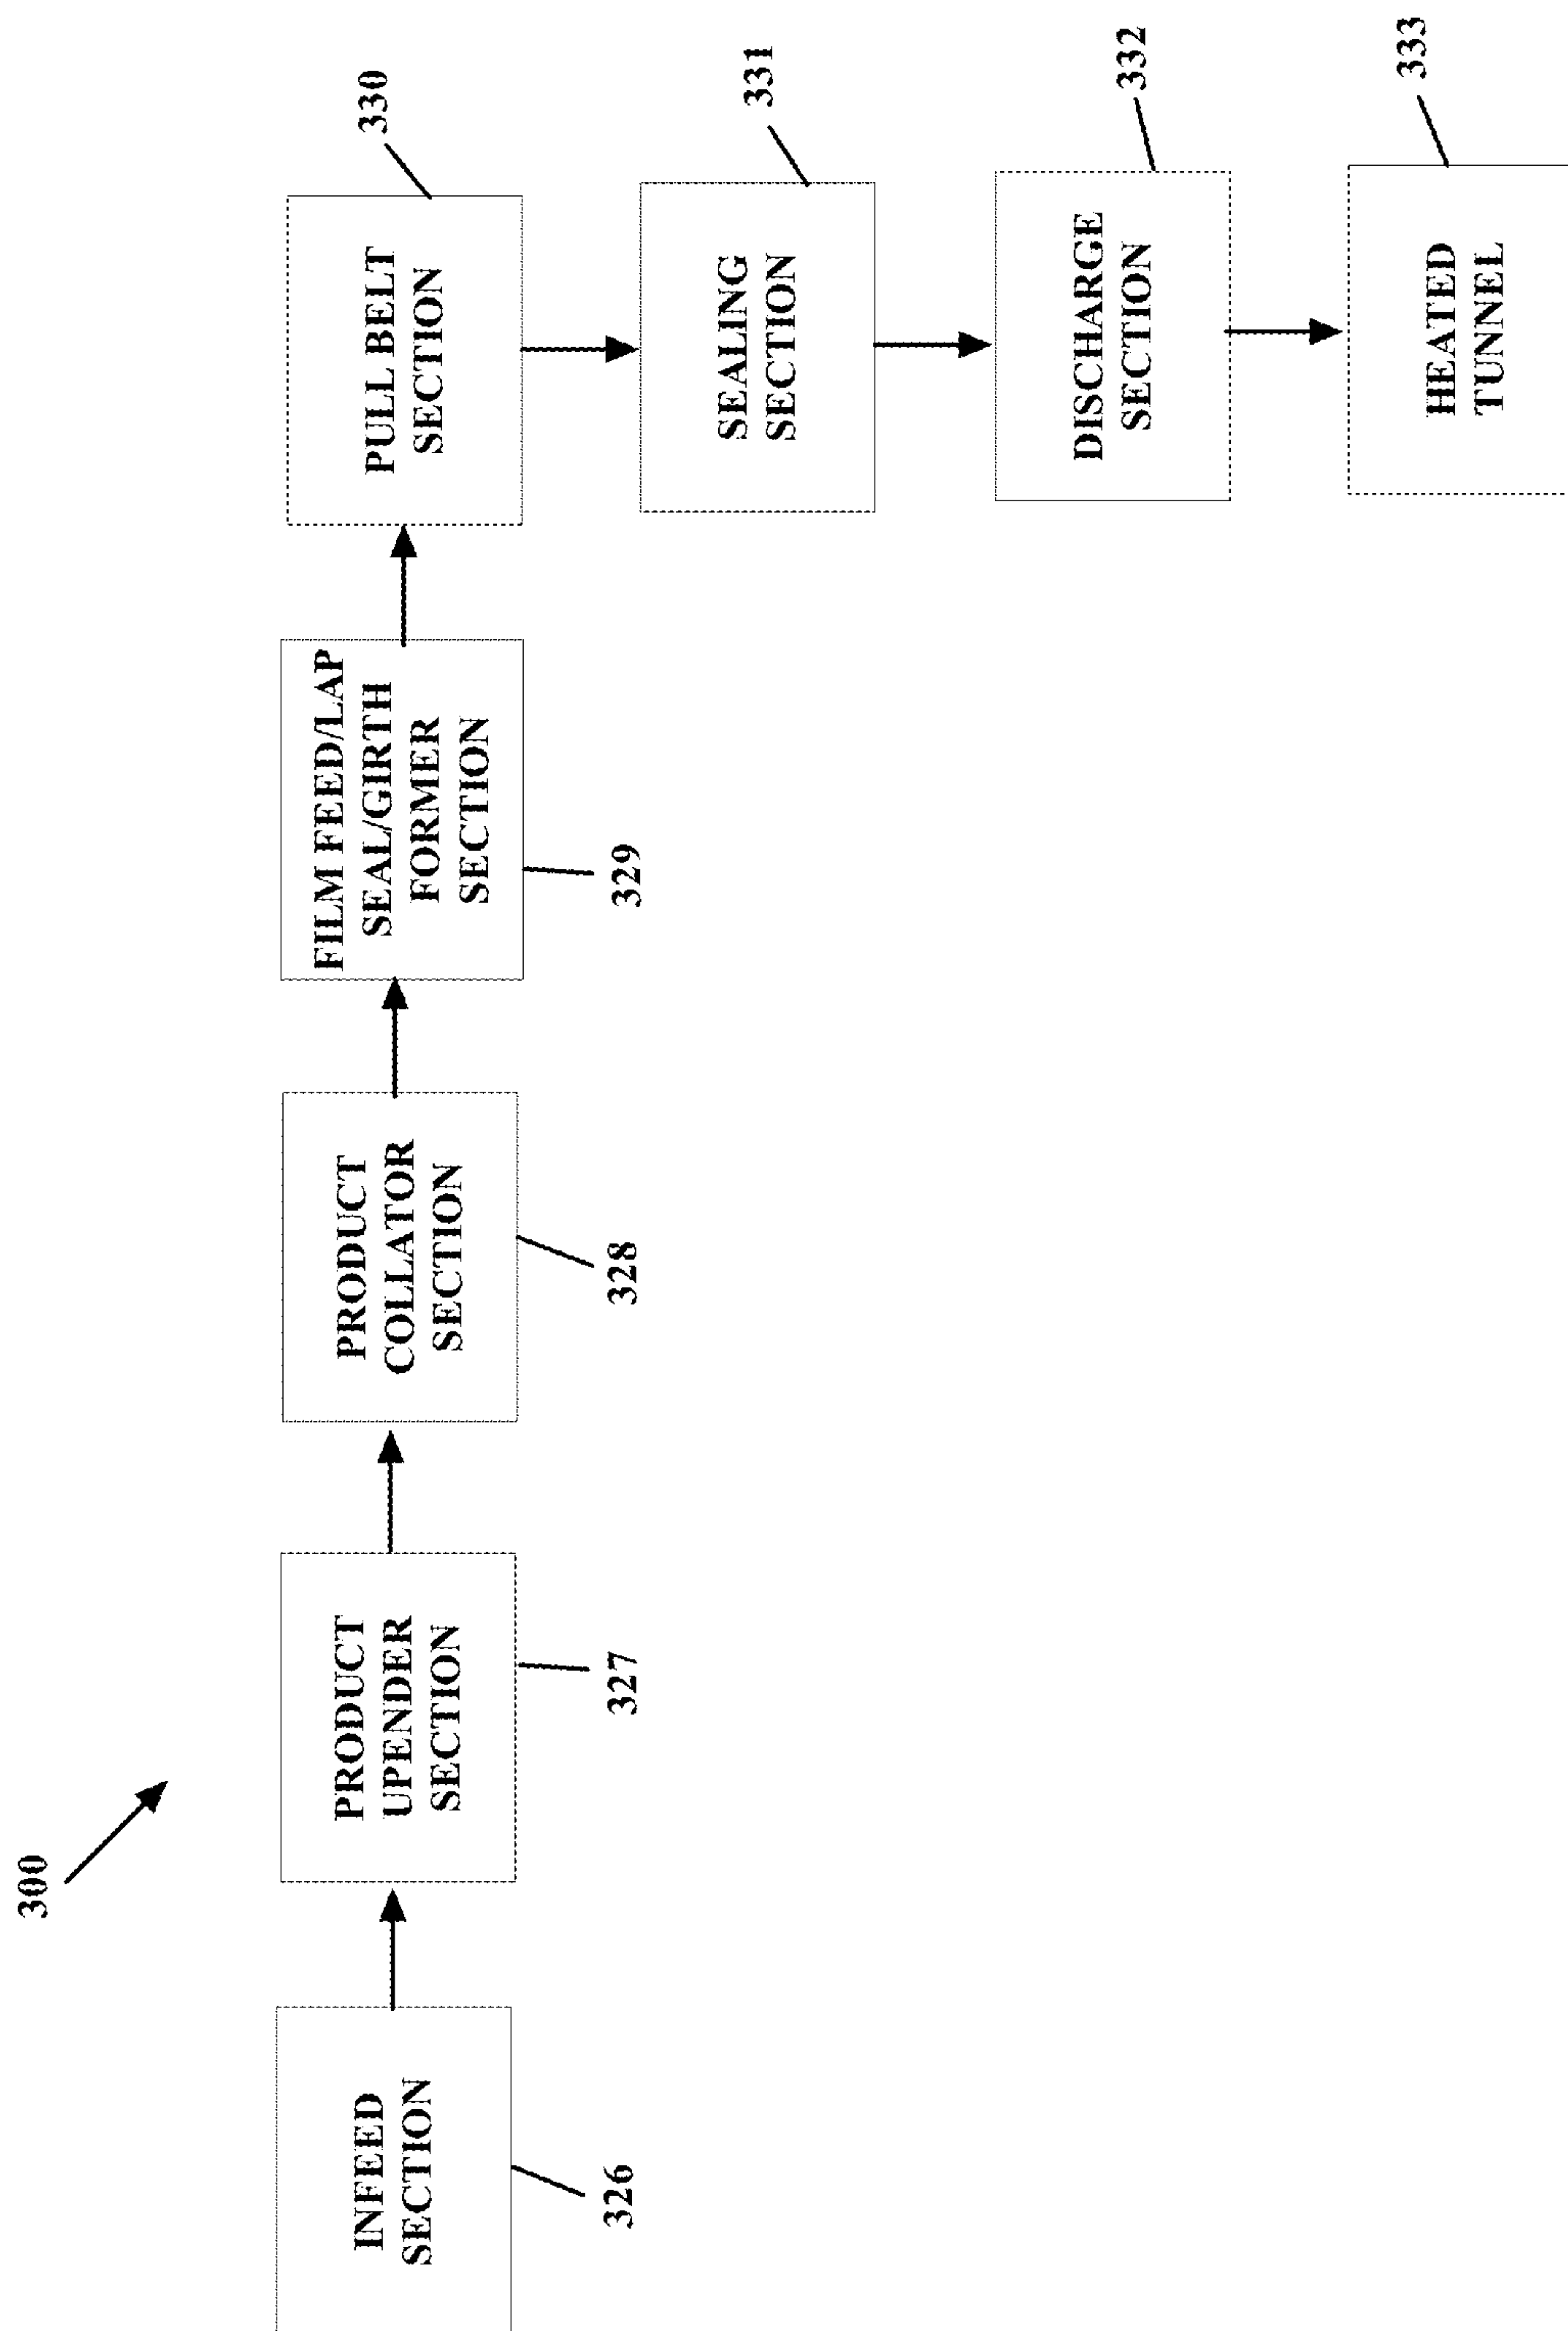 300
INFEED
SECTION
326
PRODUCT
UPENDER
SECTION
327
PRODUCT
COLLATOR
SECTION
328
FILM FEED/LAP
SEAL/GIRTH
FORMER
SECTION
329
PULL BELT
SECTION
330
SEALING
SECTION
331
DISCHARGE
SECTION
332
HEATED
TUNNEL
333